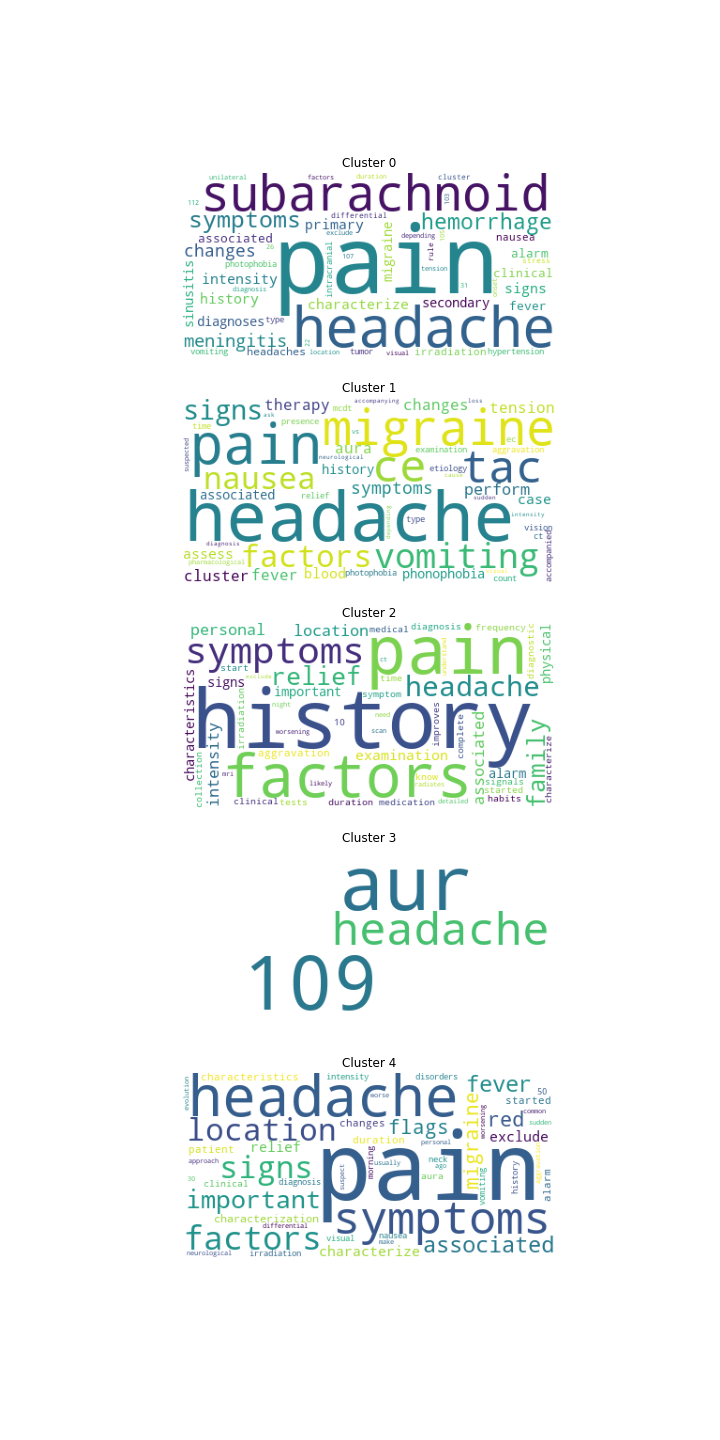 Cluster 0
unilateral factors duration cluster
subarachnoid
112 103
symptoms primary differential hemorrhage
exclude depending
associated nausea
changes 26 107 migraine rule alarm
photophobia intracranial stress
intensity tension clinical
diagnosis 31 signs
sinusitis history characterize secondary fever
pain
diagnoses type headache
meningitis 22
vomiting headaches location tumor visual irradiation hypertension
Cluster 1
signs therapy accompanying changes loss tension
ask presence mcdt migraine
time aura examination ec aggravation
pain vs neurological ce tac
suspected nausea history etiology cause
associated relief symptoms perform sudden case
headache type depending intensity
vision
diagnosis ct
assess factors vomiting accompanied
pharmacological
cluster fever blood photophobia phonophobia count
Cluster 2
personal location medical diagnosis frequency
symptoms pain understand diagnostic physical
start ct
signs exclude relief time headache
characteristics important symptom
irradiation night history 10 need improves
worsening scan complete associated family
intensity aggravation examination alarm
collection mri factors likely know signals characterize
radiates started
clinical tests duration medication detailed habits
Cluster 3
aur
headache
109
Cluster 4
characteristics intensity disorders fever 50
evolution headache worse started
common
location changes flags migraine worsening red sudden
patient relief duration personal exclude
approach morning neck
signs pain usually ago history aggravation alarm
30 clinical diagnosis suspect aura vomiting
important
characterization symptoms
differential
factors visual nausea associated
make
neurological irradiation characterize